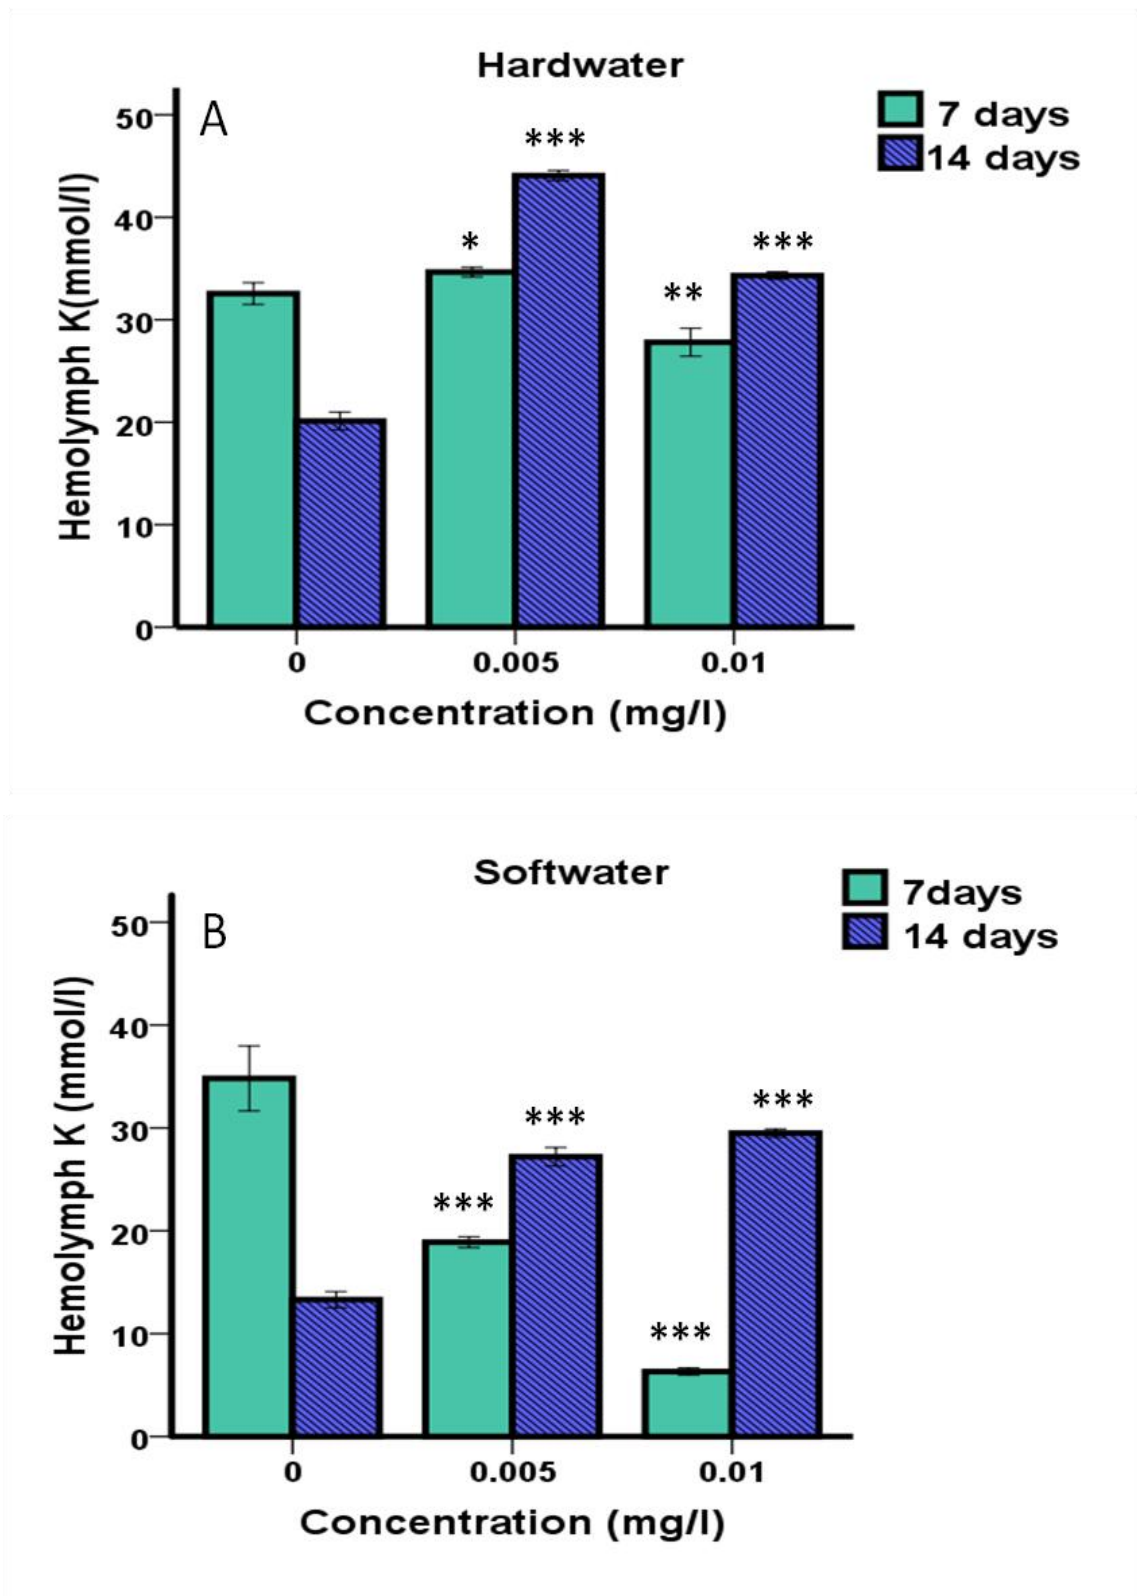 Hardwater
A
7 days
14 days
50
40
30
20
10
0
Hemolymph K(mmol/l)
***
*
**
***
0 0.005 0.01
Concentration (mg/l)
Softwater
B
7days
14 days
50
40
30
20
10
0
Hemolymph K (mmol/l)
***
***
***
***
0 0.005 0.01
Concentration (mg/l)